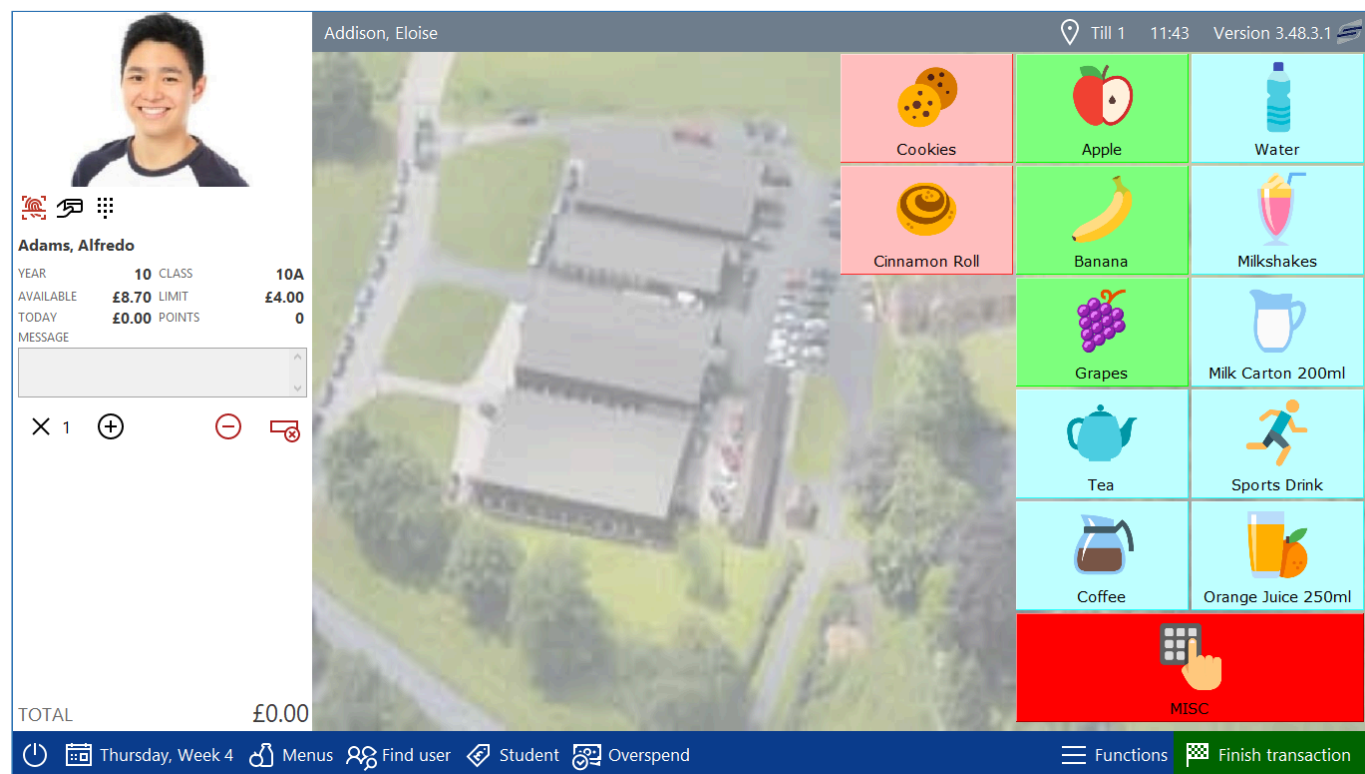 Addison, Eloise
Till 1 11:43 Version 3.48.3.1
Adams, Alfredo
YEAR 10 CLASS 10A
AVAILABLE £8.70 LIMIT £4.00
TODAY £0.00 POINTS 0
MESSAGE
1
TOTAL £0.00
Cookies
Apple
Water
Cinnamon Roll
Banana
Milkshakes
Grapes
Milk Carton 200ml
Tea
Sports Drink
Coffee
Orange Juice 250ml
MISC
Thursday, Week 4 Menus Find user Student Overspend Functions Finish transaction